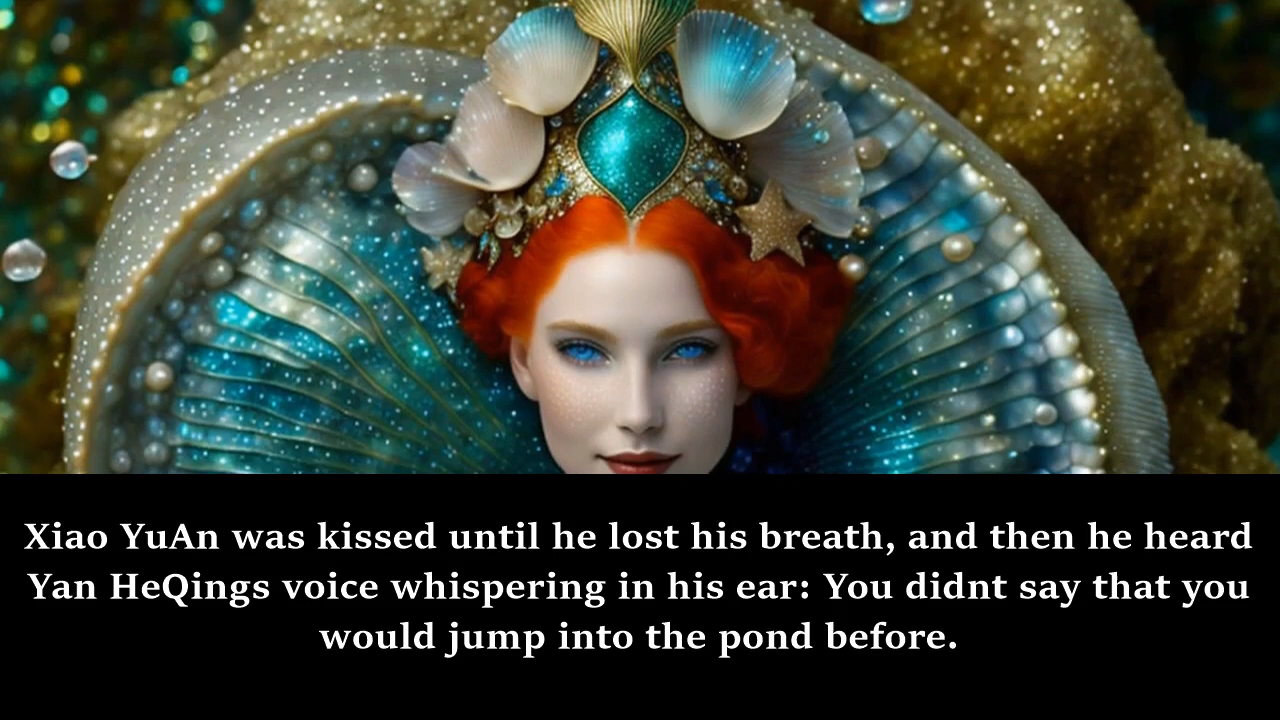 Xiao YuAn was kissed until he lost his breath, and then he heard
Yan HeQings voice whispering in his ear: You didnt say that you
would jump into the pond before.